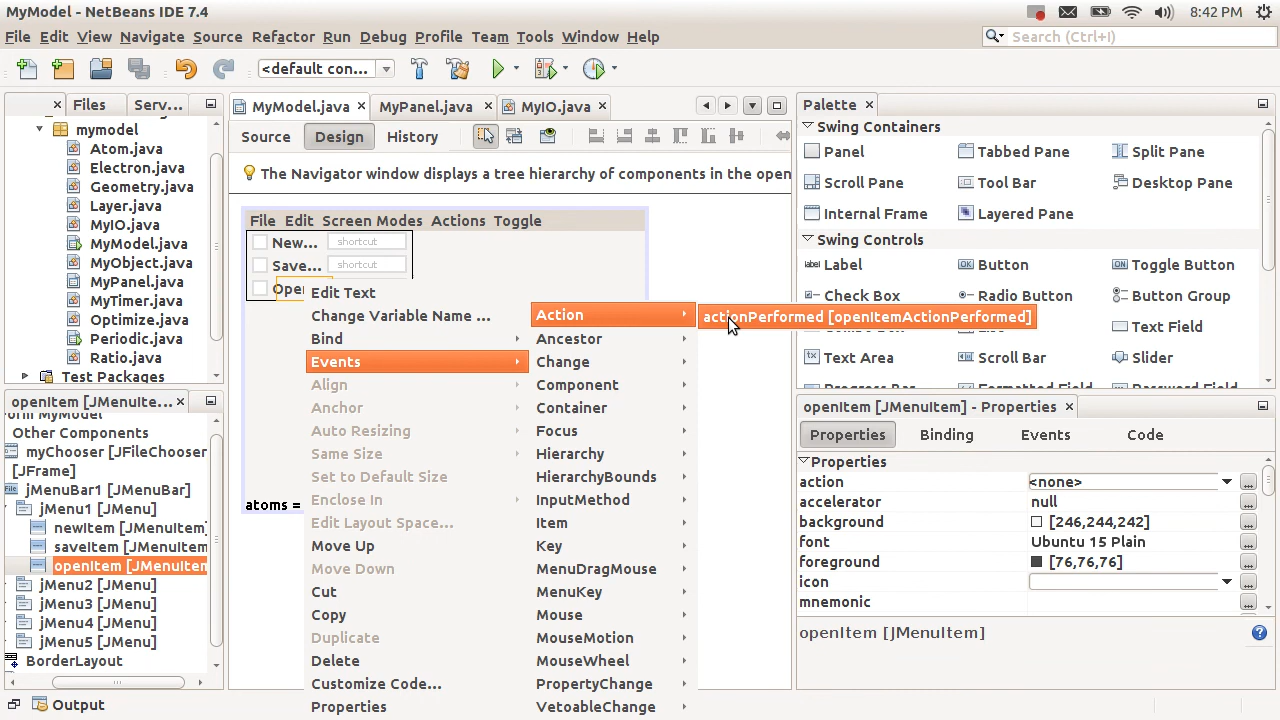 MyModel - NetBeans IDE 7.4
8:42 PM
File Edit View Navigate Source Refactor Run Debug Profile Team Tools Window Help
Search (Ctrl+I)
<default con...
Files
Serv...
mymodel
Atom.java
Electron.java
Geometry.java
Layer.java
MyIO.java
MyModel.java
MyObject.java
MyPanel.java
MyTimer.java
Optimize.java
Periodic.java
Ratio.java
Test Packages
openItem [JMenuIte...
Other Components
myChooser [JFileChooser
[JFrame]
jMenuBar1 [JMenuBar]
jMenu1 [JMenu]
newItem [JMenuItem]
saveItem [JMenuItem
openItem [JMenuItem
jMenu2 [JMenu]
jMenu3 [JMenu]
jMenu4 [JMenu]
jMenu5 [JMenu]
BorderLayout
Output
MyModel.java
MyPanel.java
MyIO.java
Source Design History
The Navigator window displays a tree hierarchy of components in the open
File Edit Screen Modes Actions Toggle
New... shortcut
Save... shortcut
Open
atoms =
Edit Text
Change Variable Name ...
Bind
Events
Align
Anchor
Auto Resizing
Same Size
Set to Default Size
Enclose In
Edit Layout Space...
Move Up
Move Down
Cut
Copy
Duplicate
Delete
Customize Code...
Properties
Action
Ancestor
Change
Component
Container
Focus
Hierarchy
HierarchyBounds
InputMethod
Item
Key
MenuDragMouse
MenuKey
Mouse
MouseMotion
MouseWheel
PropertyChange
VetoableChange
actionPerformed [openItemActionPerformed]
Palette
Swing Containers
Panel Tabbed Pane Split Pane
Scroll Pane Tool Bar Desktop Pane
Internal Frame Layered Pane
Swing Controls
Label Button Toggle Button
Check Box Radio Button Button Group
Text Field
Text Area Scroll Bar Slider
Progress Bar Formatted Field Password Field
openItem [JMenuItem] - Properties
Properties Binding Events Code
Properties
action <none>
accelerator null
background [246,244,242]
font Ubuntu 15 Plain
foreground [76,76,76]
icon
mnemonic
openItem [JMenuItem]